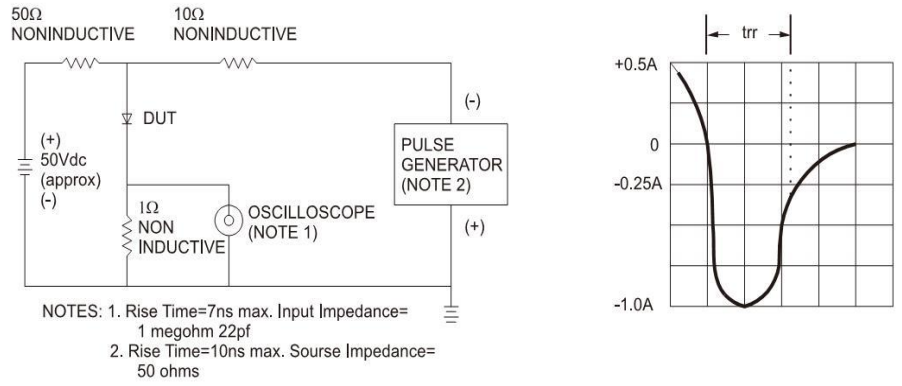 50Ω
NONINDUCTIVE
10Ω
NONINDUCTIVE
DUT
(+)
50Vdc
(approx)
(-)
1Ω
NON
INDUCTIVE
OSCILLOSCOPE
(NOTE 1)
(-)
PULSE
GENERATOR
(NOTE 2)
(+)
NOTES: 1. Rise Time=7ns max. Input Impedance=
1 megohm 22pf
2. Rise Time=10ns max. Sourse Impedance=
50 ohms
trr
+0.5A
0
-0.25A
-1.0A